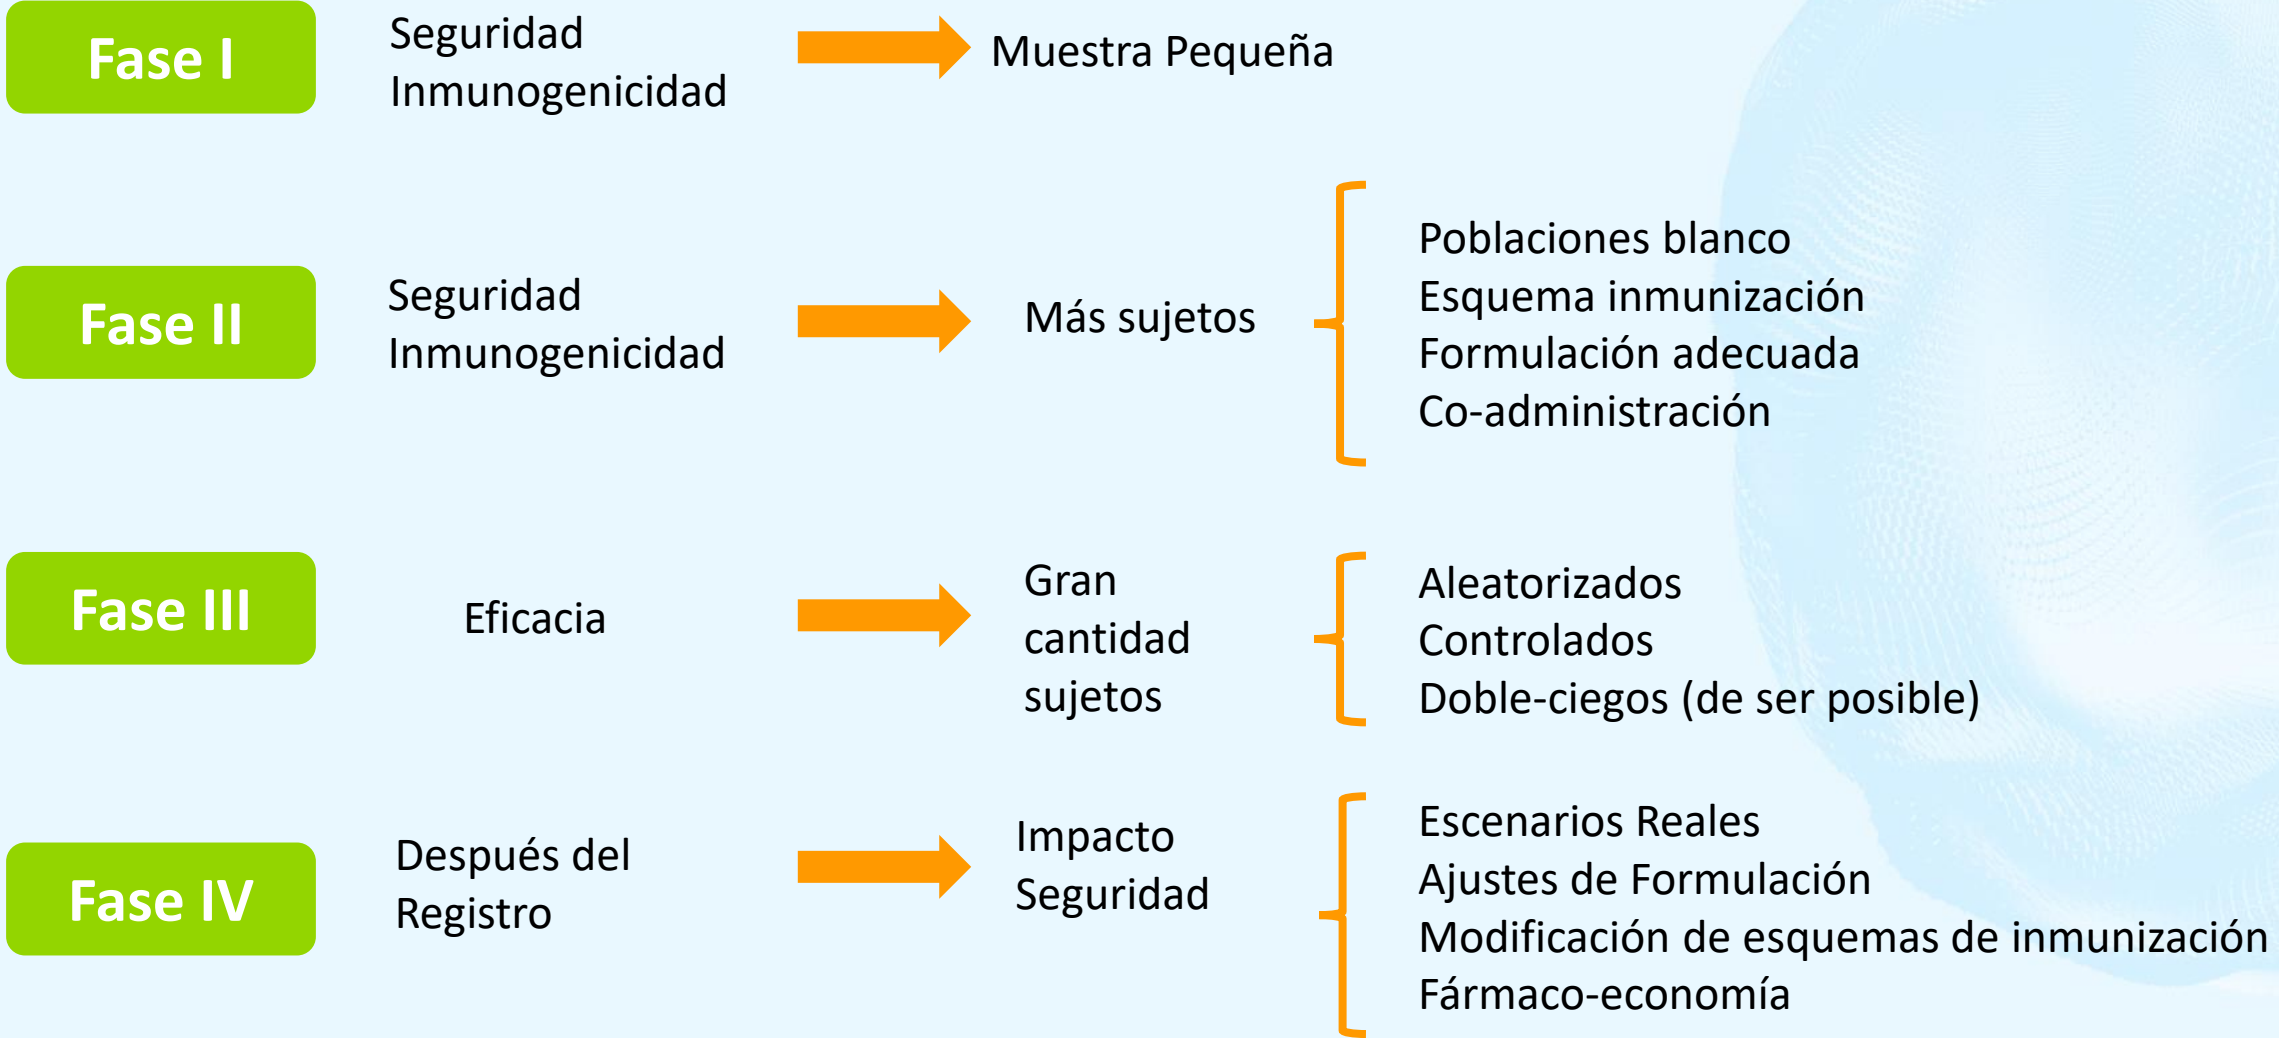 Fase I
Seguridad
Inmunogenicidad
Muestra Pequeña
Fase II
Seguridad
Inmunogenicidad
Más sujetos
Poblaciones blanco
Esquema inmunización
Formulación adecuada
Co-administración
Fase III
Eficacia
Gran
cantidad
sujetos
Aleatorizados
Controlados
Doble-ciegos (de ser posible)
Fase IV
Después del
Registro
Impacto
Seguridad
Escenarios Reales
Ajustes de Formulación
Modificación de esquemas de inmunización
Fármaco-economía